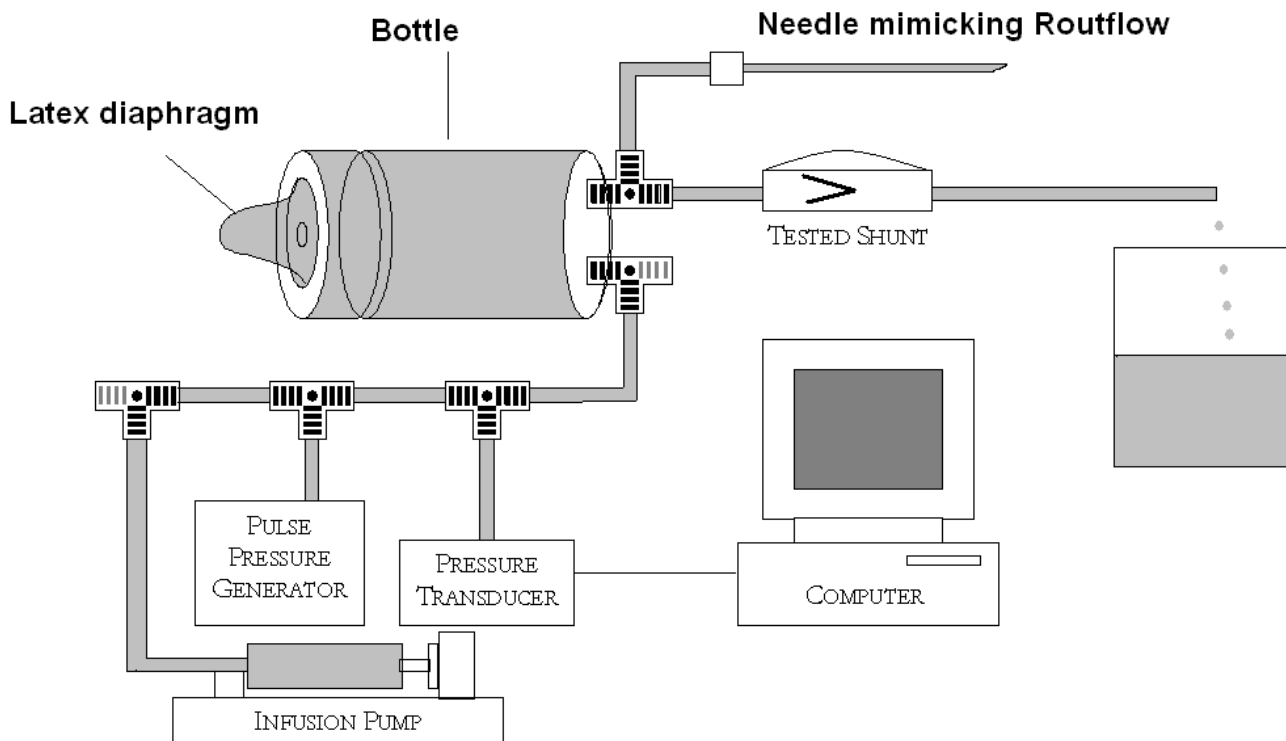 Bottle
Needle mimicking Routflow
Latex diaphragm
TESTED SHUNT
PULSE
PRESSURE
GENERATOR
PRESSURE
TRANSDUCER
COMPUTER
INFUSION PUMP